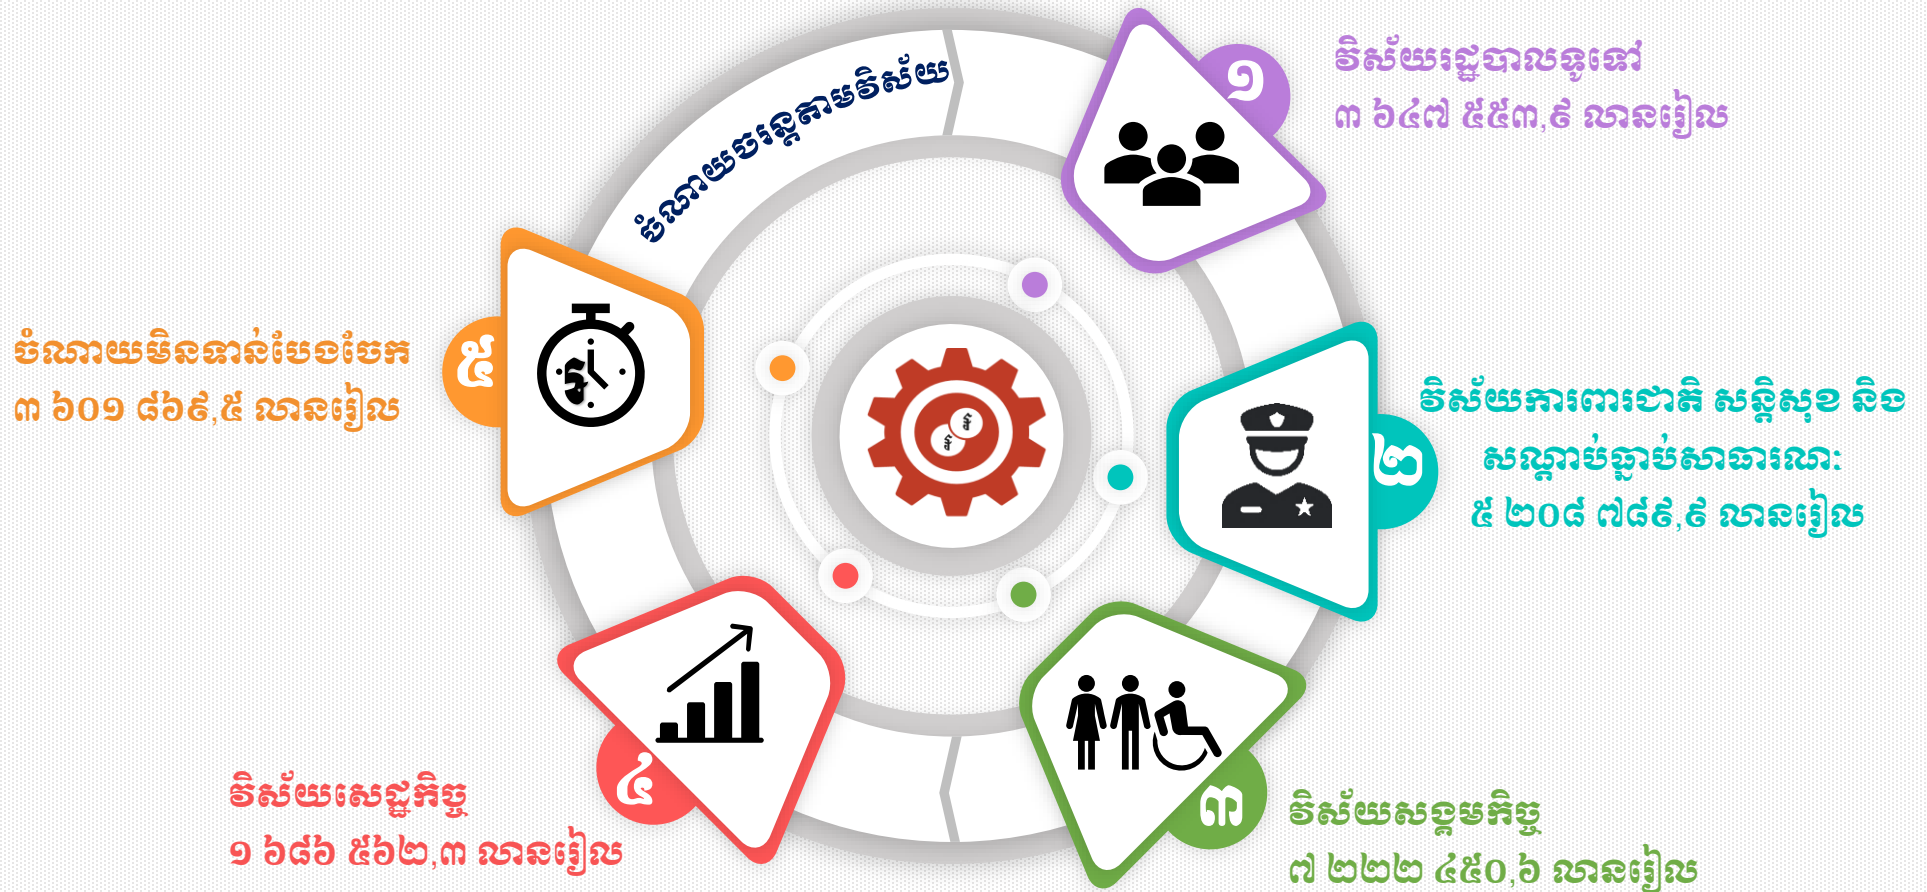 ចំណាយចរន្តតាមវិស័យ
១
វិស័យរដ្ឋបាលទូទៅ
៣ ៦៤៧ ៥៥៣,៩ លានរៀល
២
វិស័យការពារជាតិ សន្តិសុខ និង
សណ្តាប់ធ្នាប់សាធារណៈ
៥ ២០៨ ៧៨៩,៩ លានរៀល
៣
វិស័យសង្គមកិច្ច
៧ ២២២ ៤៥០,៦ លានរៀល
៤
វិស័យសេដ្ឋកិច្ច
១ ៦៨៦ ៥៦២,៣ លានរៀល
៥
ចំណាយមិនទាន់បែងចែក
៣ ៦០១ ៨៦៩,៥ លានរៀល